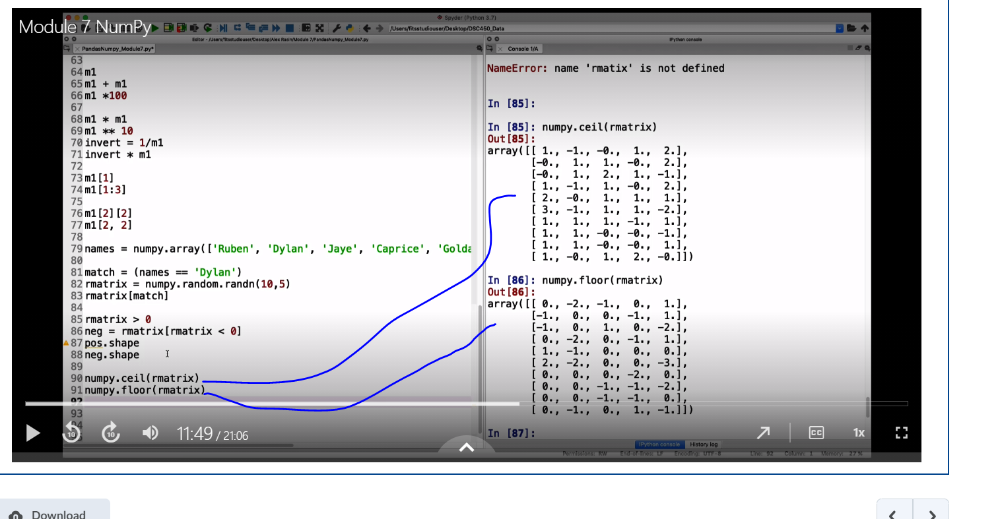 Spyder (Python 3.7)
Module 7 NumPy
/Users/fitsstudiouser/Desktop/DSC450_Data
Editor - /Users/fitsstudiouser/Desktop/Alex Rasin/Module 7/PandasNumpy_Module7.py
PandasNumpy_Module7.py*
63
64 m1
65 m1 + m1
66 m1 *100
67
68 m1 * m1
69 m1 ** 10
70 invert = 1/m1
71 invert * m1
72
73 m1[1]
74 m1[1:3]
75
76 m1[2][2]
77 m1[2, 2]
78
79 names = numpy.array(['Ruben', 'Dylan', 'Jaye', 'Caprice', 'Golda
80
81 match = (names == 'Dylan')
82 rmatrix = numpy.random.randn(10,5)
83 rmatrix[match]
84
85 rmatrix > 0
86 neg = rmatrix[rmatrix < 0]
87 pos.shape
88 neg.shape
89
90 numpy.ceil(rmatrix)
91 numpy.floor(rmatrix)
92
93
94
IPython console
Console 1/A
NameError: name 'rmatix' is not defined
In [85]:
In [85]: numpy.ceil(rmatrix)
Out[85]:
array([[ 1., -1., -0., 1., 2.],
[-0., 1., 1., -0., 2.],
[-0., 1., 2., 1., -1.],
[ 1., -1., 1., -0., 2.],
[ 2., -0., 1., 1., 1.],
[ 3., -1., 1., 1., -2.],
[ 1., 1., 1., -1., 1.],
[ 1., 1., -0., -0., -1.],
[ 1., 1., -0., -0., 1.],
[ 1., -0., 1., 2., -0.]])
In [86]: numpy.floor(rmatrix)
Out[86]:
array([[ 0., -2., -1., 0., 1.],
[-1., 0., 0., -1., 1.],
[-1., 0., 1., 0., -2.],
[ 0., -2., 0., -1., 1.],
[ 1., -1., 0., 0., 0.],
[ 2., -2., 0., 0., -3.],
[ 0., 0., 0., -2., 0.],
[ 0., 0., -1., -1., -2.],
[ 0., 0., -1., -1., 0.],
[ 0., -1., 0., 1., -1.]])
In [87]:
IPython console History log
Permissions: RW End-of-lines: LF Encoding: UTF-8 Line: 92 Column: 1 Memory: 27 %
10 10 11:49 / 21:06 CC 1x
Download